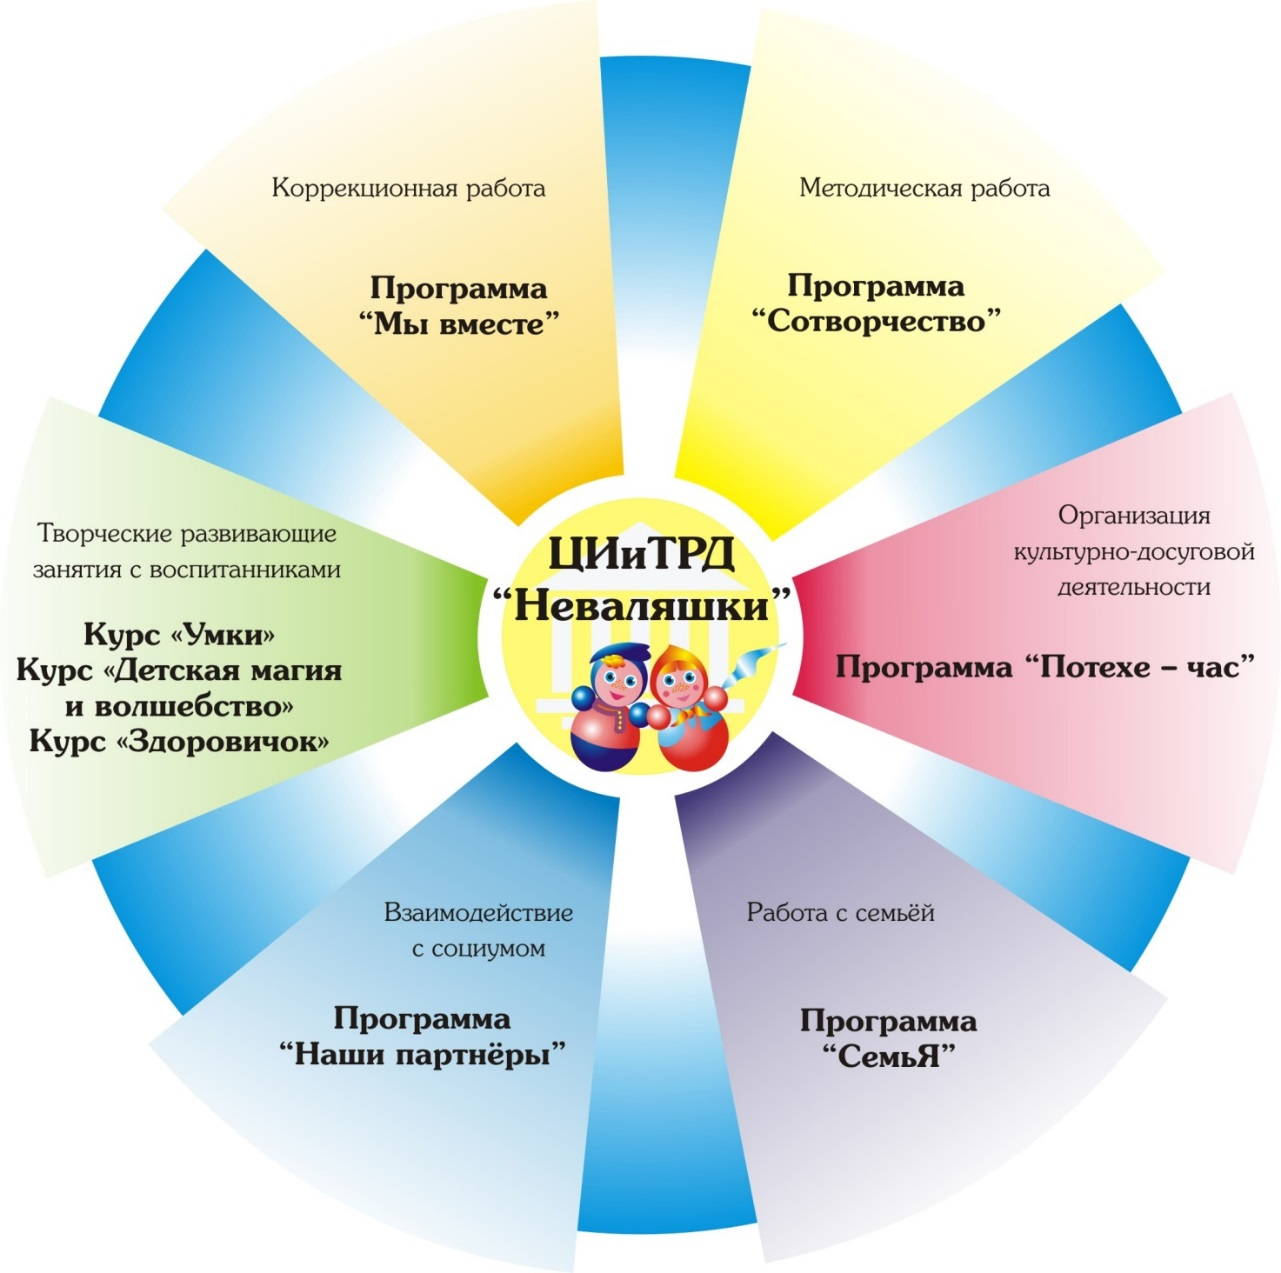 Коррекционная работа
Программа
“Мы вместе”
Методическая работа
Программа
“Сотворчество”
Творческие развивающие
занятия с воспитанниками
Курс «Умки»
Курс «Детская магия
и волшебство»
Курс «Здоровичок»
ЦИиТРД
“Неваляшки”
Организация
культурно-досуговой
деятельности
Программа “Потехе – час”
Взаимодействие
с социумом
Программа
“Наши партнёры”
Работа с семьёй
Программа
“СемьЯ”